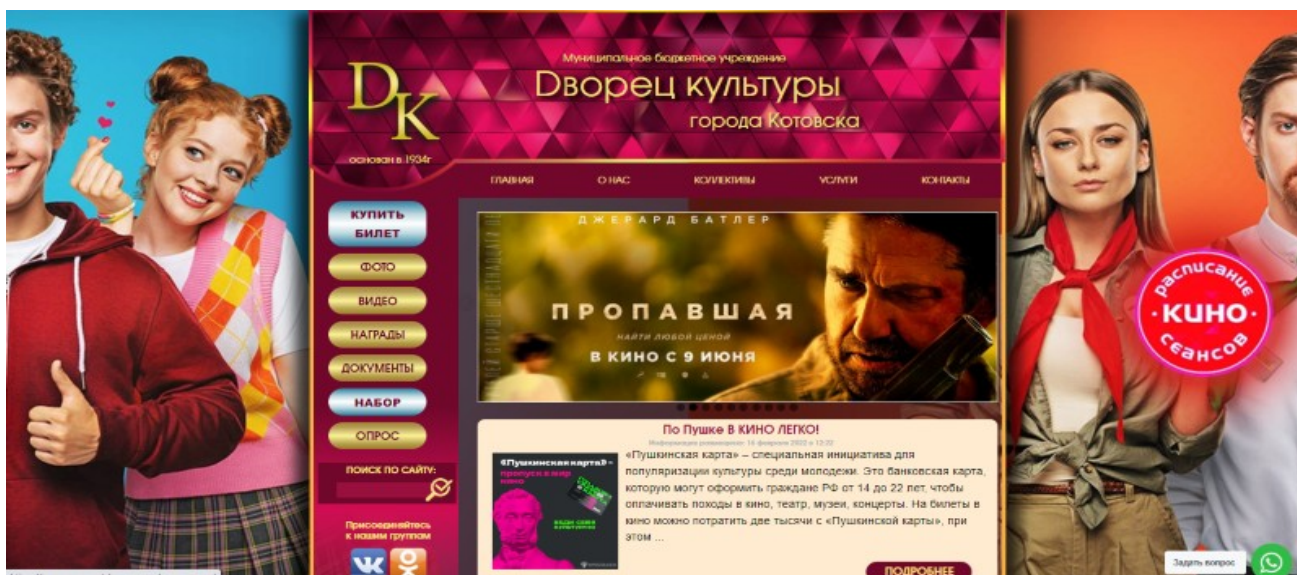 Муниципальное бюджетное учреждение
Dворец культуры
города Котовска
DK
основан в 1934г
ГЛАВНАЯ
О НАС
КОЛЛЕКТИВЫ
УСЛУГИ
КОНТАКТЫ
КУПИТЬ
БИЛЕТ
ФОТО
ВИДЕО
НАГРАДЫ
ДОКУМЕНТЫ
НАБОР
ОПРОС
ПОИСК ПО САЙТУ:
Присоединяйтесь
к нашим группам
ДЖЕРАРД БАТЛЕР
ПРОПАВШАЯ
НАЙТИ ЛЮБОЙ ЦЕНОЙ
В КИНО С 9 ИЮНЯ
По Пушке В КИНО ЛЕГКО!
Информация размещена: 16 февраля 2022 в 12:32
«Пушкинская карта» –
пропуск в мир
кино
«Пушкинская карта» – специальная инициатива для
популяризации культуры среди молодежи. Это банковская карта,
которую могут оформить граждане РФ от 14 до 22 лет, чтобы
оплачивать походы в кино, театр, музеи, концерты. На билеты в
кино можно потратить две тысячи с «Пушкинской карты», при
этом ...
ПОДРОБНЕЕ
расписание
·КИНО·
сеансов
Задать вопрос